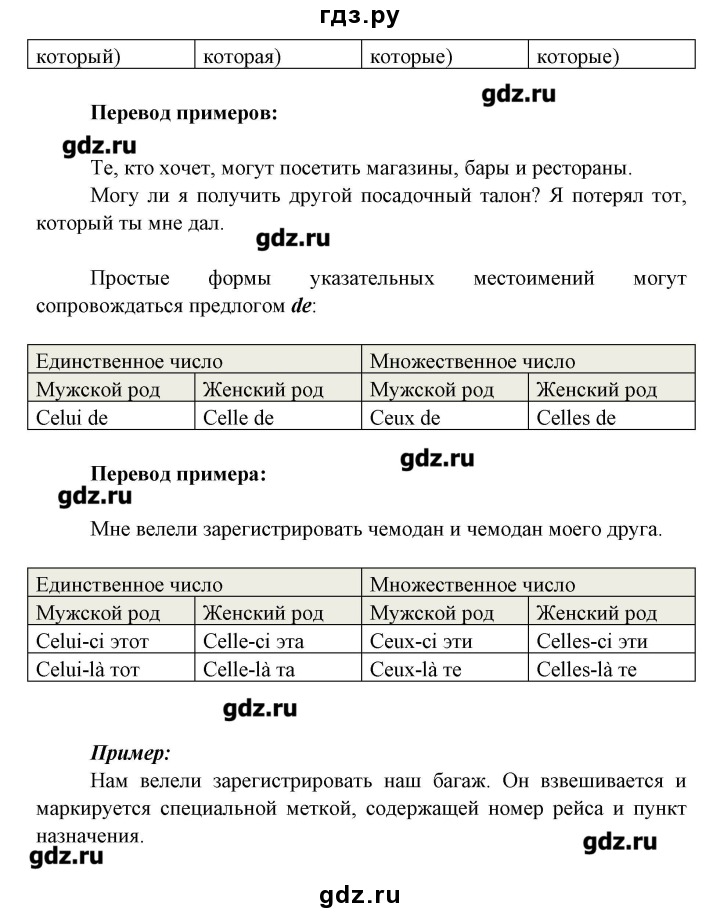 гдз.ру
который) которая) которые) которые)
gdz.ru
Перевод примеров:
gdz.ru
Те, кто хочет, могут посетить магазины, бары и рестораны.
Могу ли я получить другой посадочный талон? Я потерял тот,
который ты мне дал.
gdz.ru
Простые формы указательных местоимений могут
сопровождаться предлогом de:
Единственное число Множественное число
Мужской род Женский род Мужской род Женский род
Celui de Celle de Ceux de Celles de
gdz.ru
Перевод примера:
gdz.ru
Мне велели зарегистрировать чемодан и чемодан моего друга.
Единственное число Множественное число
Мужской род Женский род Мужской род Женский род
Celui-ci этот Celle-ci эта Ceux-ci эти Celles-ci эти
Celui-là тот Celle-là та Ceux-là те Celles-là те
gdz.ru
Пример:
Нам велели зарегистрировать наш багаж. Он взвешивается и
маркируется специальной меткой, содержащей номер рейса и пункт
назначения.
gdz.ru
gdz.ru
gdz.ru